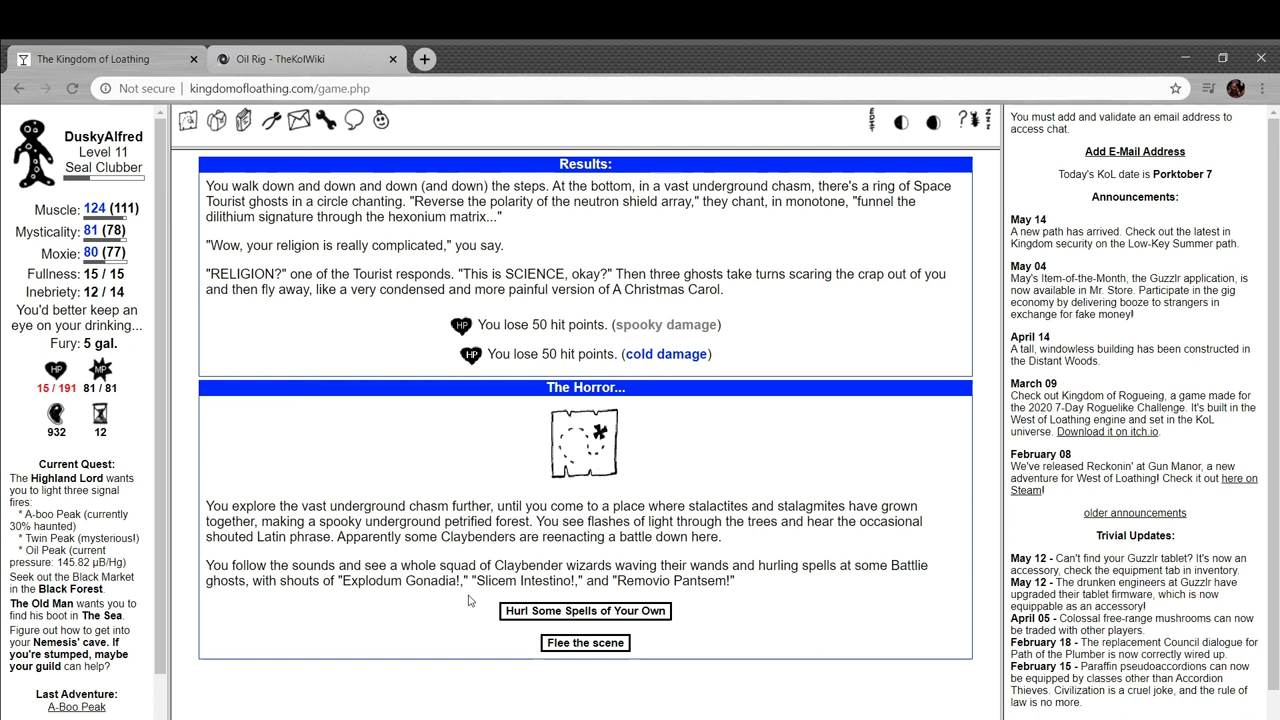 The Kingdom of Loathing
Oil Rig - TheKolWiki
Not secure | kingdomofloathing.com/game.php
DuskyAlfred
Level 11
Seal Clubber
Muscle: 124 (111)
Mysticality: 81 (78)
Moxie: 80 (77)
Fullness: 15 / 15
Inebriety: 12 / 14
You'd better keep an
eye on your drinking...
Fury: 5 gal.
HP MP
15 / 191 81 / 81
932 12
Current Quest:
The Highland Lord wants
you to light three signal
fires:
* A-boo Peak (currently
30% haunted)
* Twin Peak (mysterious!)
* Oil Peak (current
pressure: 145.82 µB/Hg)
Seek out the Black Market
in the Black Forest.
The Old Man wants you to
find his boot in The Sea.
Figure out how to get into
your Nemesis' cave. If
you're stumped, maybe
your guild can help?
Last Adventure:
A-Boo Peak
EDIT
Results:
You walk down and down and down (and down) the steps. At the bottom, in a vast underground chasm, there's a ring of Space
Tourist ghosts in a circle chanting. "Reverse the polarity of the neutron shield array," they chant, in monotone, "funnel the
dilithium signature through the hexonium matrix..."
"Wow, your religion is really complicated," you say.
"RELIGION?" one of the Tourist responds. "This is SCIENCE, okay?" Then three ghosts take turns scaring the crap out of you
and then fly away, like a very condensed and more painful version of A Christmas Carol.
HP You lose 50 hit points. (spooky damage)
HP You lose 50 hit points. (cold damage)
The Horror...
You explore the vast underground chasm further, until you come to a place where stalactites and stalagmites have grown
together, making a spooky underground petrified forest. You see flashes of light through the trees and hear the occasional
shouted Latin phrase. Apparently some Claybenders are reenacting a battle down here.
You follow the sounds and see a whole squad of Claybender wizards waving their wands and hurling spells at some Battlie
ghosts, with shouts of "Explodum Gonadia!," "Slicem Intestino!," and "Removio Pantsem!"
Hurl Some Spells of Your Own
Flee the scene
You must add and validate an email address to
access chat.
Add E-Mail Address
Today's KoL date is Porktober 7
Announcements:
May 14
A new path has arrived. Check out the latest in
Kingdom security on the Low-Key Summer path.
May 04
May's Item-of-the-Month, the Guzzlr application, is
now available in Mr. Store. Participate in the gig
economy by delivering booze to strangers in
exchange for fake money!
April 14
A tall, windowless building has been constructed in
the Distant Woods.
March 09
Check out Kingdom of Rogueing, a game made for
the 2020 7-Day Roguelike Challenge. It's built in the
West of Loathing engine and set in the KoL
universe. Download it on itch.io.
February 08
We've released Reckonin' at Gun Manor, a new
adventure for West of Loathing! Check it out here on
Steam!
older announcements
Trivial Updates:
May 12 - Can't find your Guzzlr tablet? It's now an
accessory, check the equipment tab in inventory.
May 12 - The drunken engineers at Guzzlr have
upgraded their tablet firmware, which is now
equippable as an accessory!
April 05 - Colossal free-range mushrooms can now
be traded with other players.
February 18 - The replacement Council dialogue for
Path of the Plumber is now correctly wired up.
February 15 - Paraffin pseudoaccordions can now
be equipped by classes other than Accordion
Thieves. Civilization is a cruel joke, and the rule of
law is no more.